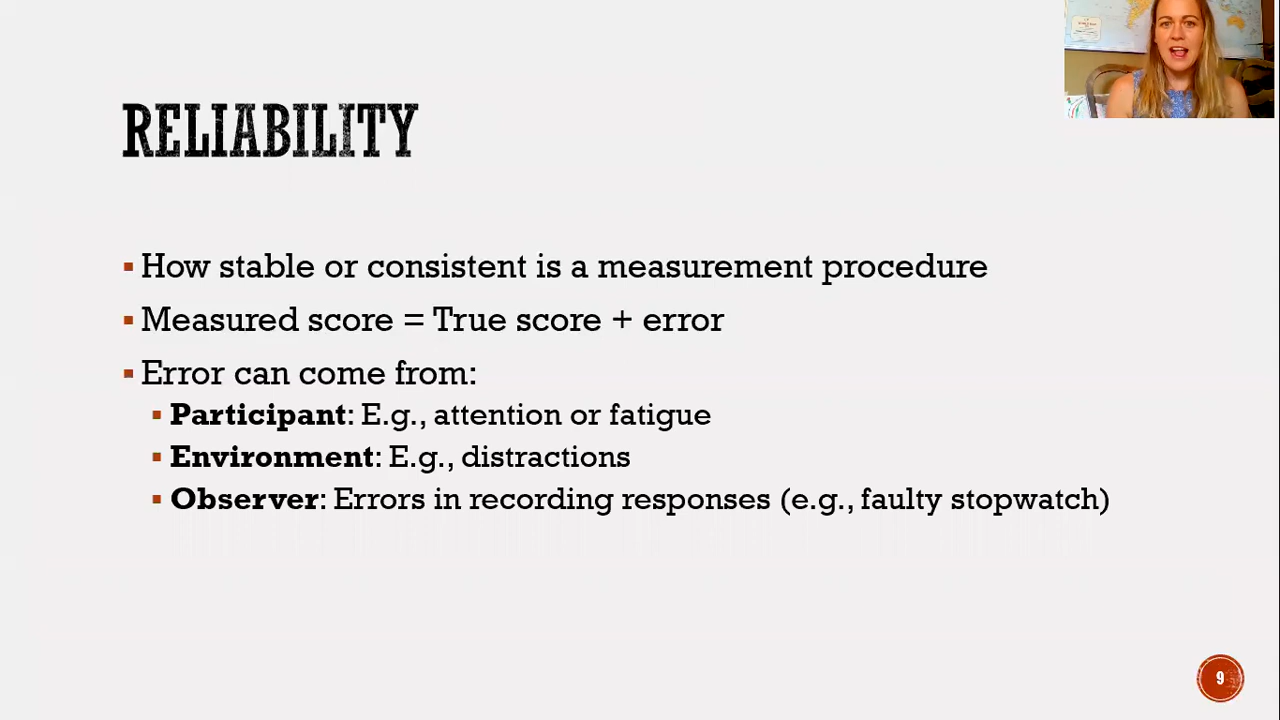 RELIABILITY
▪ How stable or consistent is a measurement procedure
▪ Measured score = True score + error
▪ Error can come from:
▪ Participant: E.g., attention or fatigue
▪ Environment: E.g., distractions
▪ Observer: Errors in recording responses (e.g., faulty stopwatch)
9